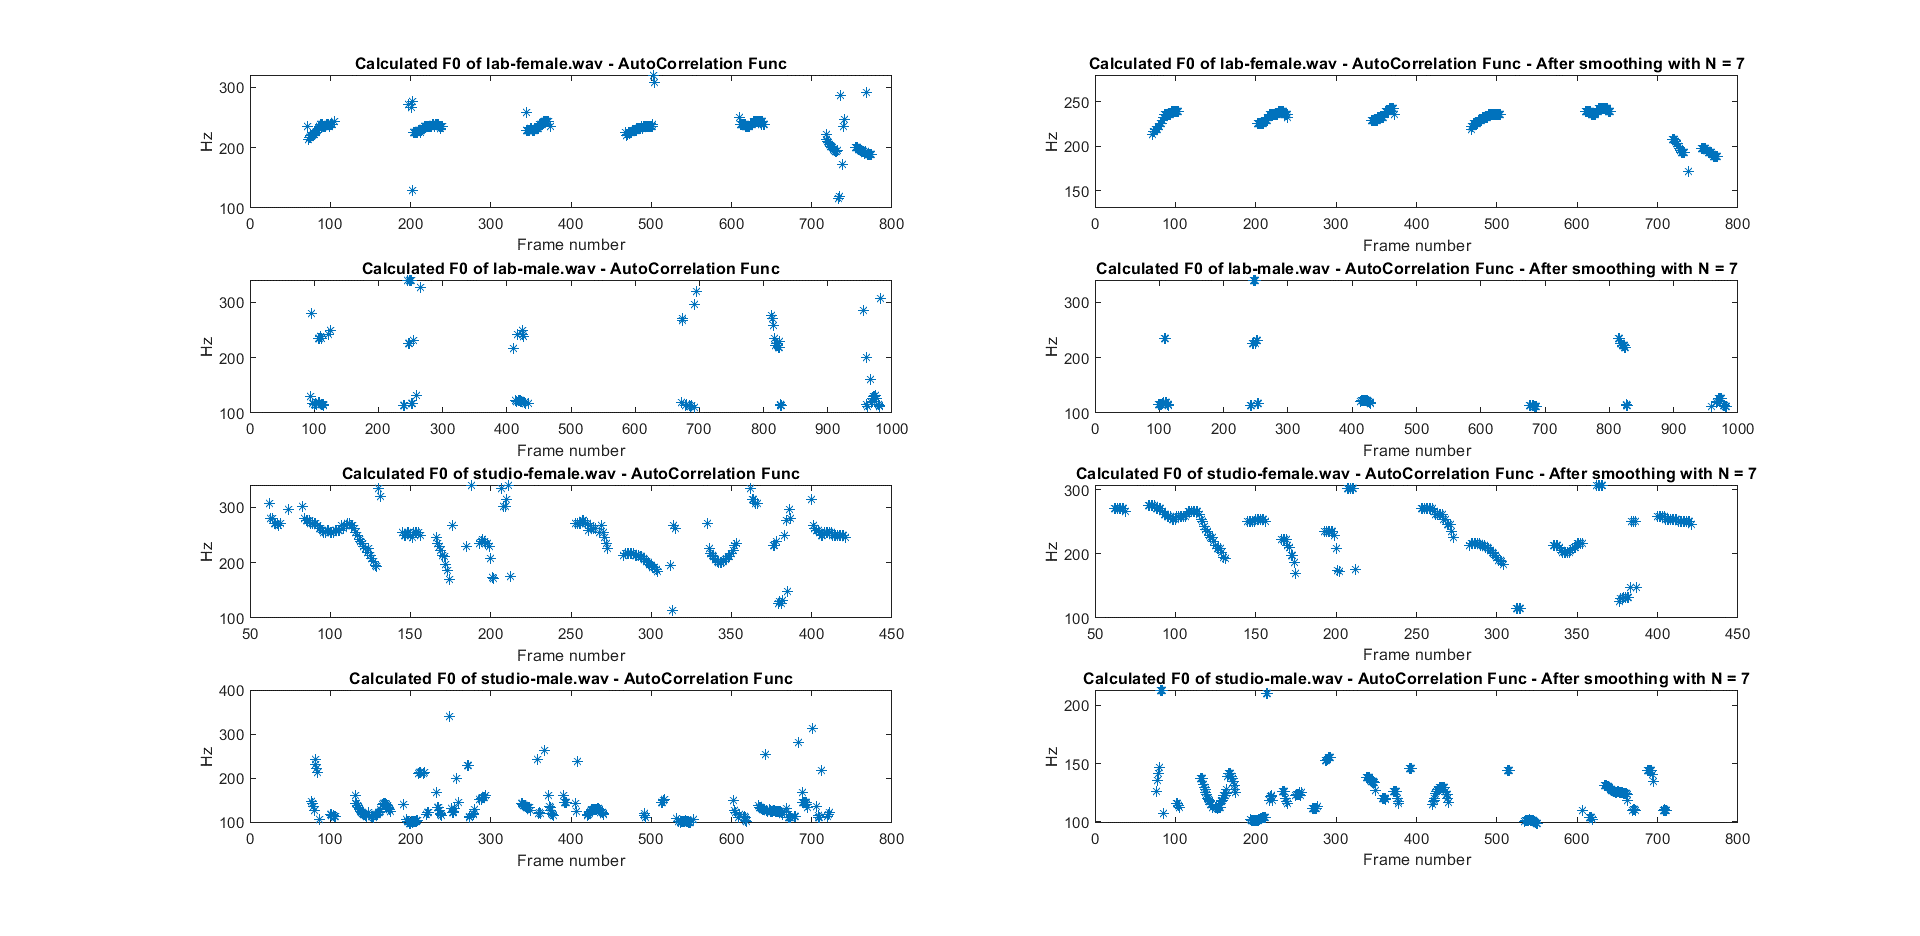 Calculated F0 of lab-female.wav - AutoCorrelation Func
300
200
100
Hz
0 100 200 300 400 500 600 700 800
Frame number
Calculated F0 of lab-female.wav - AutoCorrelation Func - After smoothing with N = 7
250
200
150
Hz
0 100 200 300 400 500 600 700 800
Frame number
Calculated F0 of lab-male.wav - AutoCorrelation Func
300
200
100
Hz
0 100 200 300 400 500 600 700 800 900 1000
Frame number
Calculated F0 of lab-male.wav - AutoCorrelation Func - After smoothing with N = 7
300
200
100
Hz
0 100 200 300 400 500 600 700 800 900 1000
Frame number
Calculated F0 of studio-female.wav - AutoCorrelation Func
300
200
100
Hz
50 100 150 200 250 300 350 400 450
Frame number
Calculated F0 of studio-female.wav - AutoCorrelation Func - After smoothing with N = 7
300
200
100
Hz
50 100 150 200 250 300 350 400 450
Frame number
Calculated F0 of studio-male.wav - AutoCorrelation Func
400
300
200
100
Hz
0 100 200 300 400 500 600 700 800
Frame number
Calculated F0 of studio-male.wav - AutoCorrelation Func - After smoothing with N = 7
200
150
100
Hz
0 100 200 300 400 500 600 700 800
Frame number